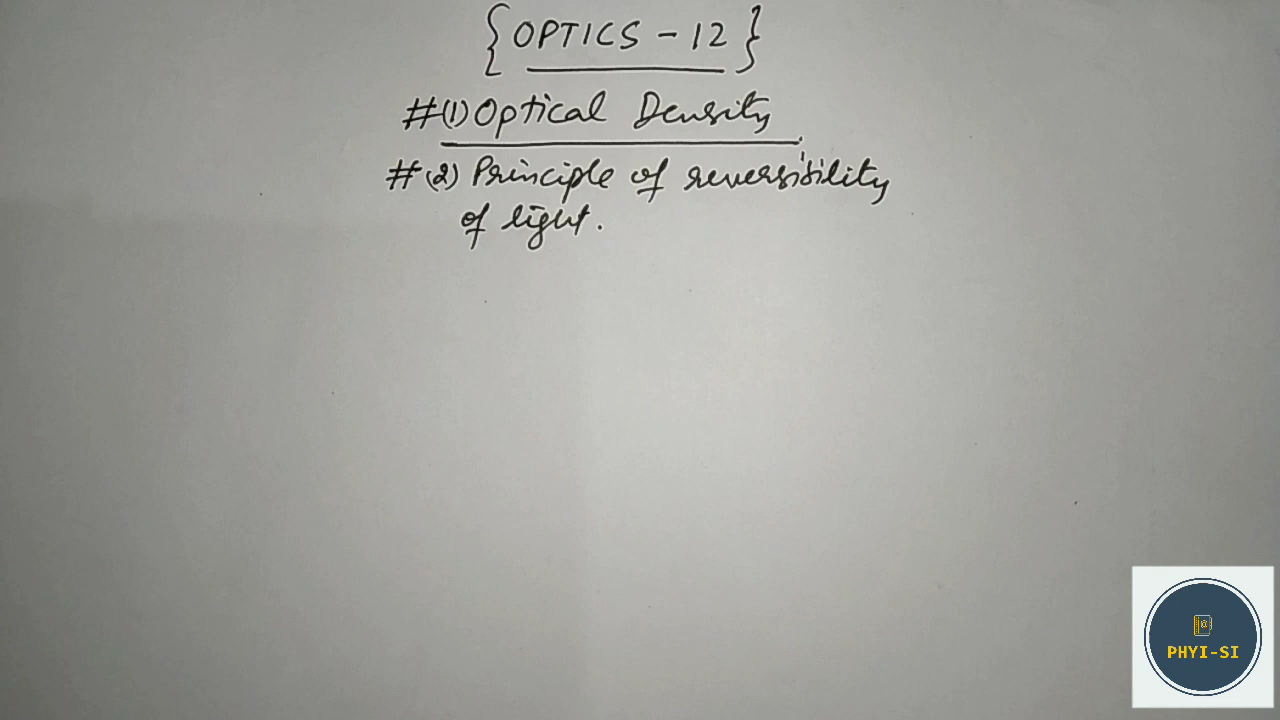 {OPTICS - 12}
#(1) Optical Density
#(2) Principle of reversibility
of light.
PHYI-SI